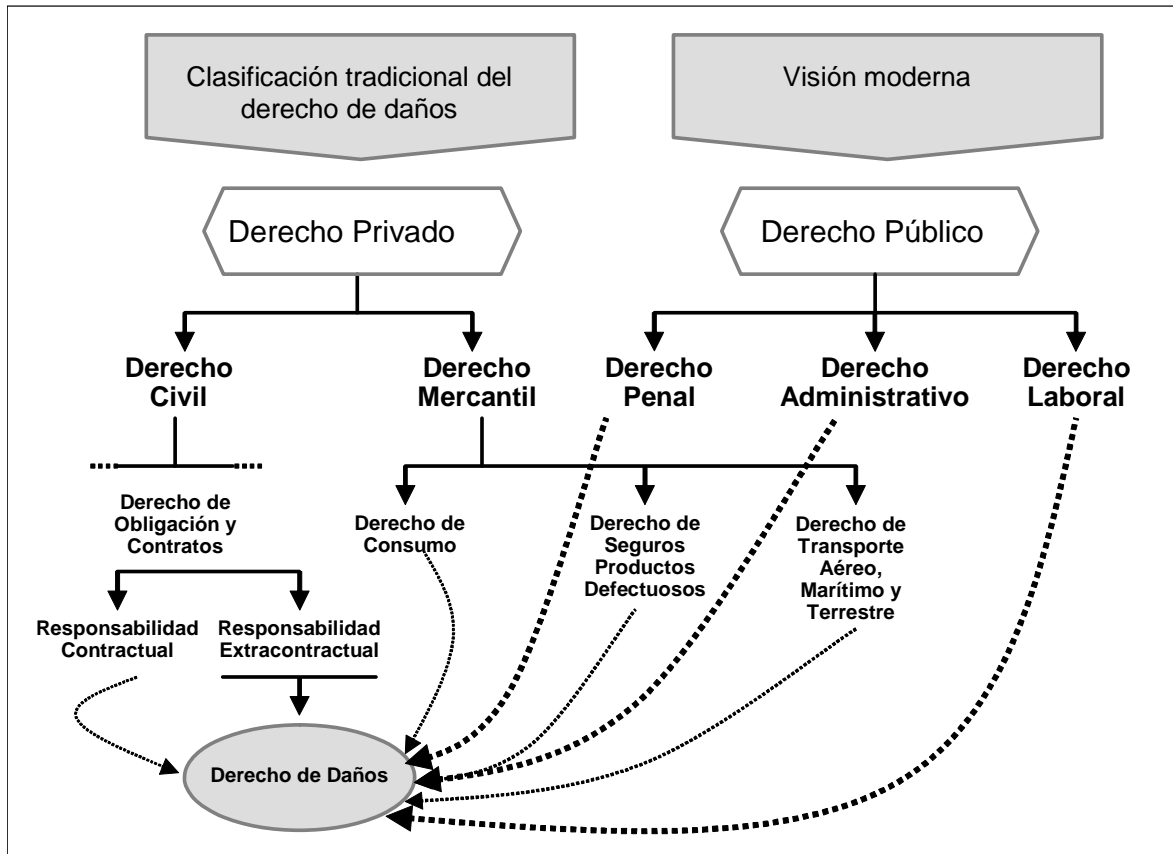 Clasificación tradicional del
derecho de daños
Visión moderna
Derecho Privado
Derecho Público
Derecho
Civil
Derecho
Mercantil
Derecho
Penal
Derecho
Administrativo
Derecho
Laboral
Derecho de
Obligación y
Contratos
Derecho de
Consumo
Derecho de
Seguros
Productos
Defectuosos
Derecho de
Transporte
Aéreo,
Marítimo y
Terrestre
Responsabilidad
Contractual
Responsabilidad
Extracontractual
Derecho de Daños